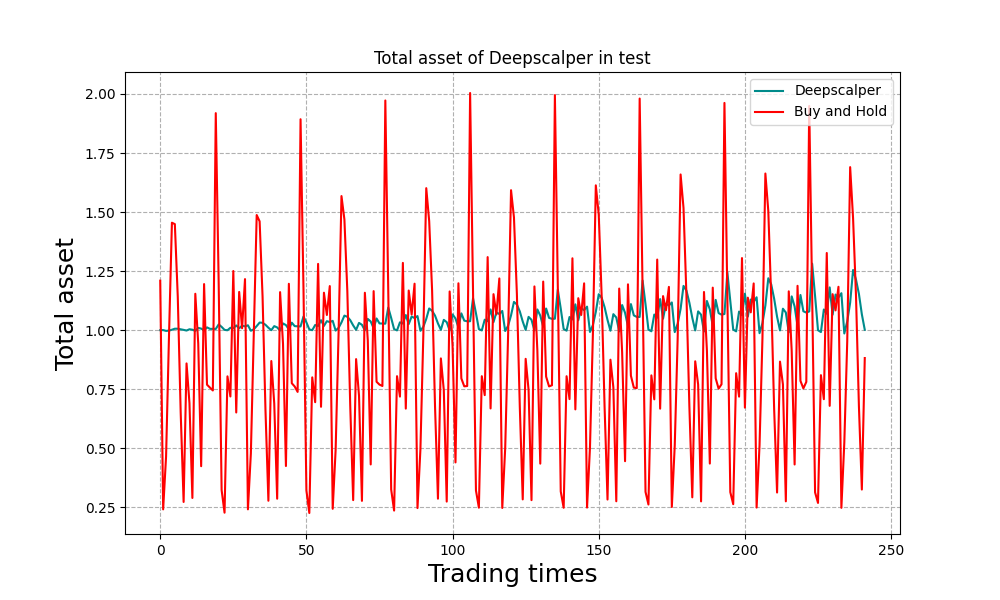 Total asset of Deepscalper in test
Deepscalper
Buy and Hold
Total asset
2.00
1.75
1.50
1.25
1.00
0.75
0.50
0.25
0 50 100 150 200 250
Trading times